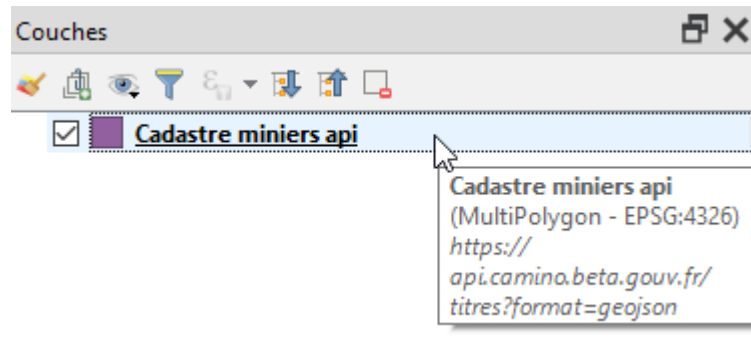 Couches
Cadastre miniers api
Cadastre miniers api
(MultiPolygon - EPSG:4326)
https://
api.camino.beta.gouv.fr/
titres?format=geojson